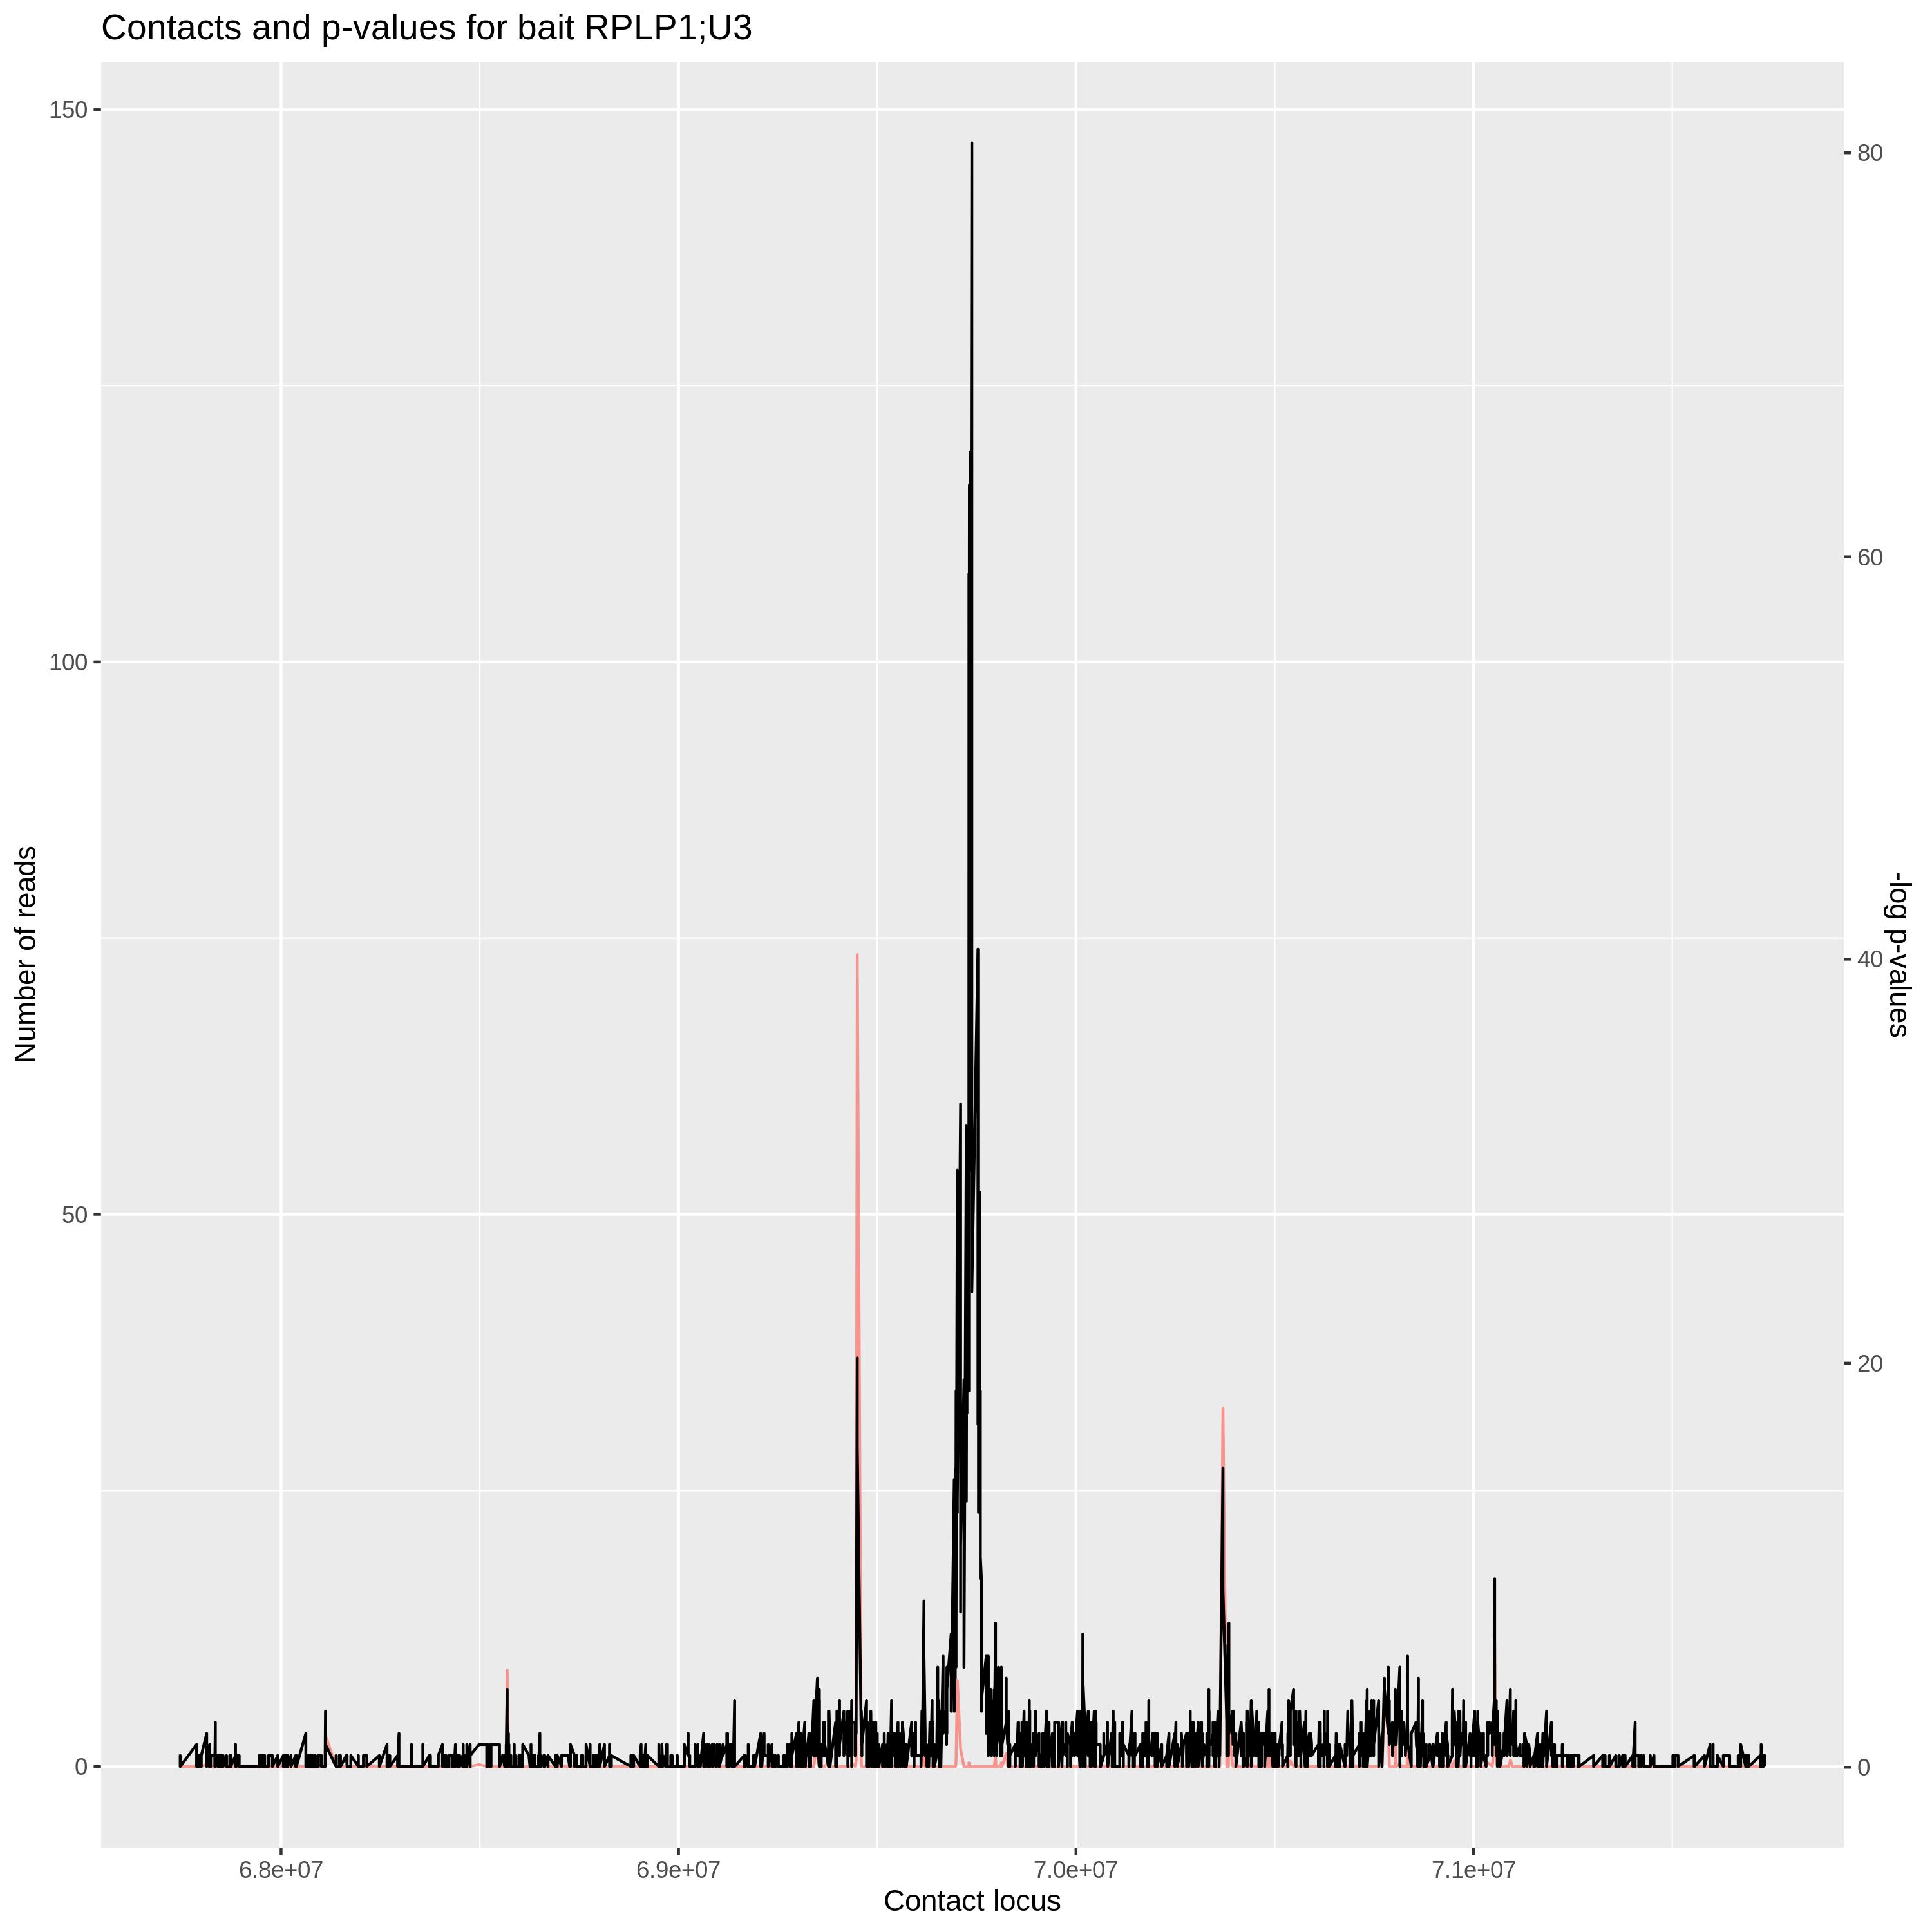 Contacts and p-values for bait RPLP1;U3
150
100
50
0
Number of reads
80
60
40
20
0
-log p-values
6.8e+07
6.9e+07
7.0e+07
7.1e+07
Contact locus